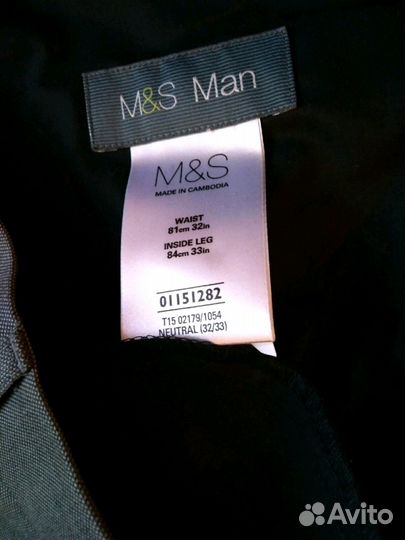 M&S Man
M&S
MADE IN CAMBODIA
WAIST
81cm 32in
INSIDE LEG
84cm 33in
01151282
T15 02179/1054
NEUTRAL (32/33)
Avito